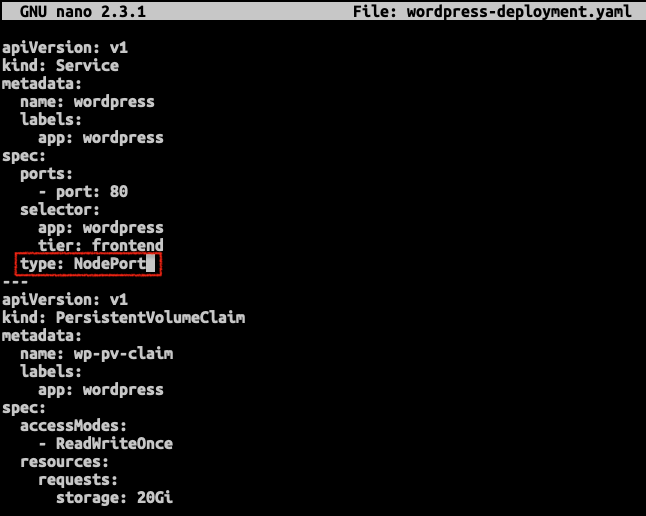 GNU nano 2.3.1 File: wordpress-deployment.yaml
apiVersion: v1
kind: Service
metadata:
  name: wordpress
  labels:
    app: wordpress
spec:
  ports:
    - port: 80
  selector:
    app: wordpress
    tier: frontend
  type: NodePort
---
apiVersion: v1
kind: PersistentVolumeClaim
metadata:
  name: wp-pv-claim
  labels:
    app: wordpress
spec:
  accessModes:
    - ReadWriteOnce
  resources:
    requests:
      storage: 20Gi